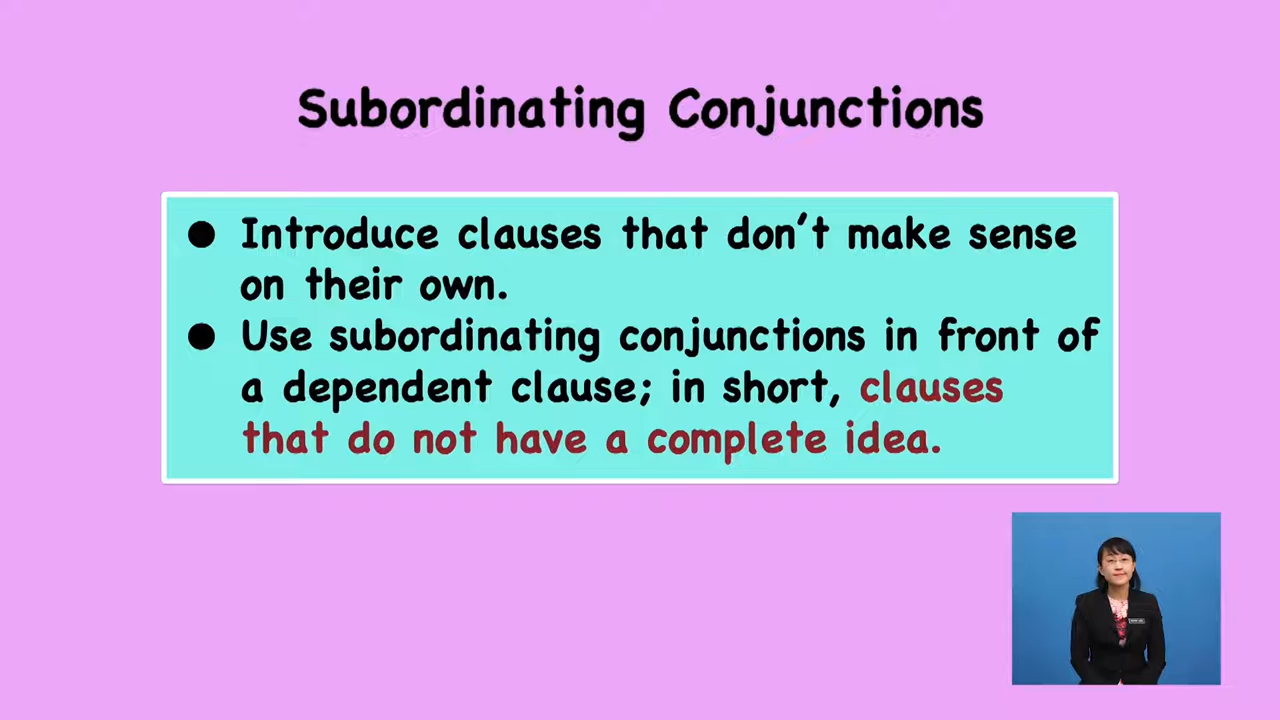 Subordinating Conjunctions
● Introduce clauses that don't make sense
on their own.
● Use subordinating conjunctions in front of
a dependent clause; in short, clauses
that do not have a complete idea.